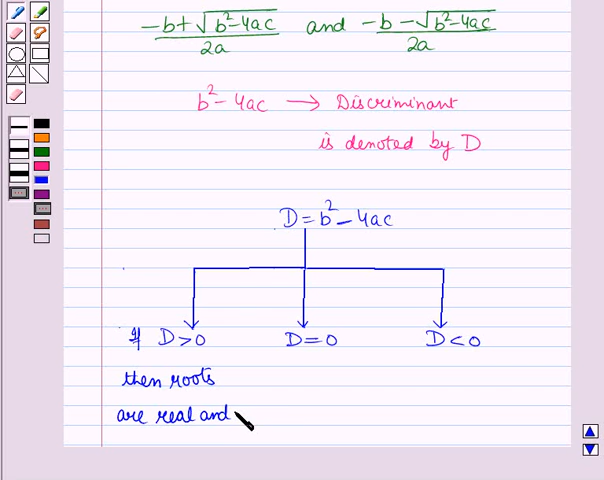 -b+√b²-4ac / 2a and -b-√b²-4ac / 2a
b²-4ac → Discriminant
is denoted by D
D=b²-4ac
If D>0 D=0 D<0
then roots
are real and